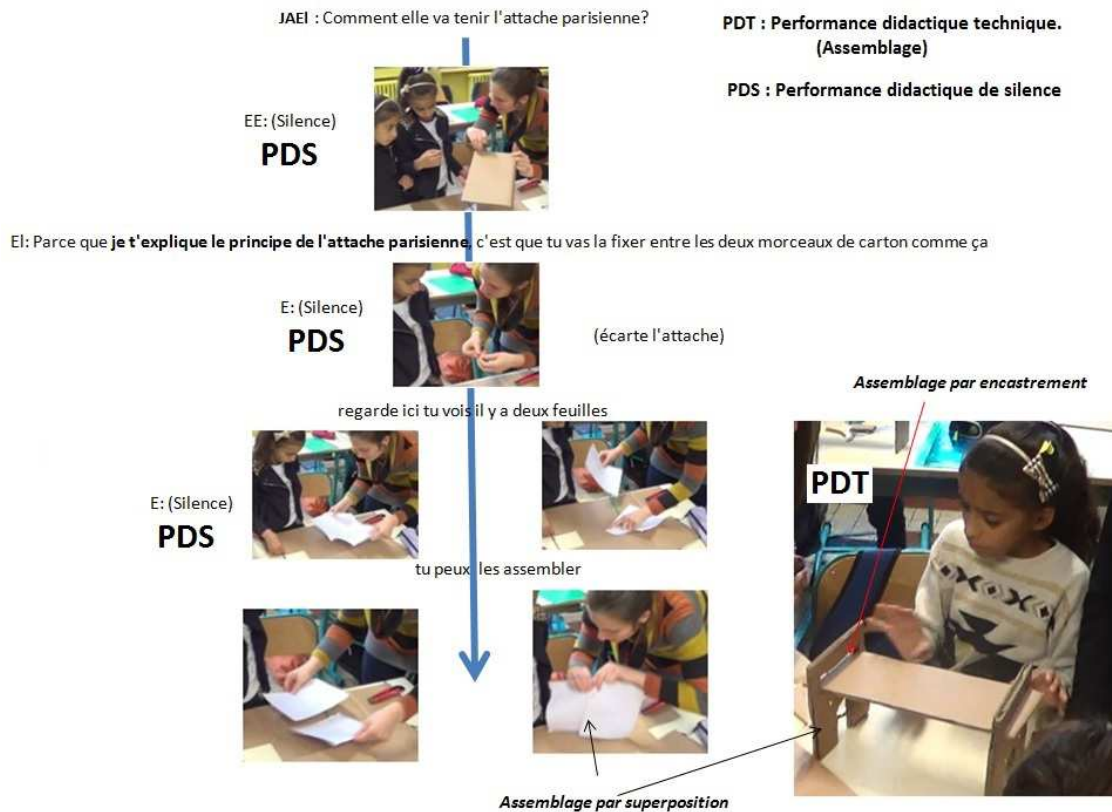 JAEl : Comment elle va tenir l'attache parisienne?
PDT : Performance didactique technique.
(Assemblage)
PDS : Performance didactique de silence
EE: (Silence)
PDS
El: Parce que je t'explique le principe de l'attache parisienne, c'est que tu vas la fixer entre les deux morceaux de carton comme ça
E: (Silence)
PDS
(écarte l'attache)
Assemblage par encastrement
regarde ici tu vois il y a deux feuilles
PDT
E: (Silence)
PDS
tu peux les assembler
Assemblage par superposition